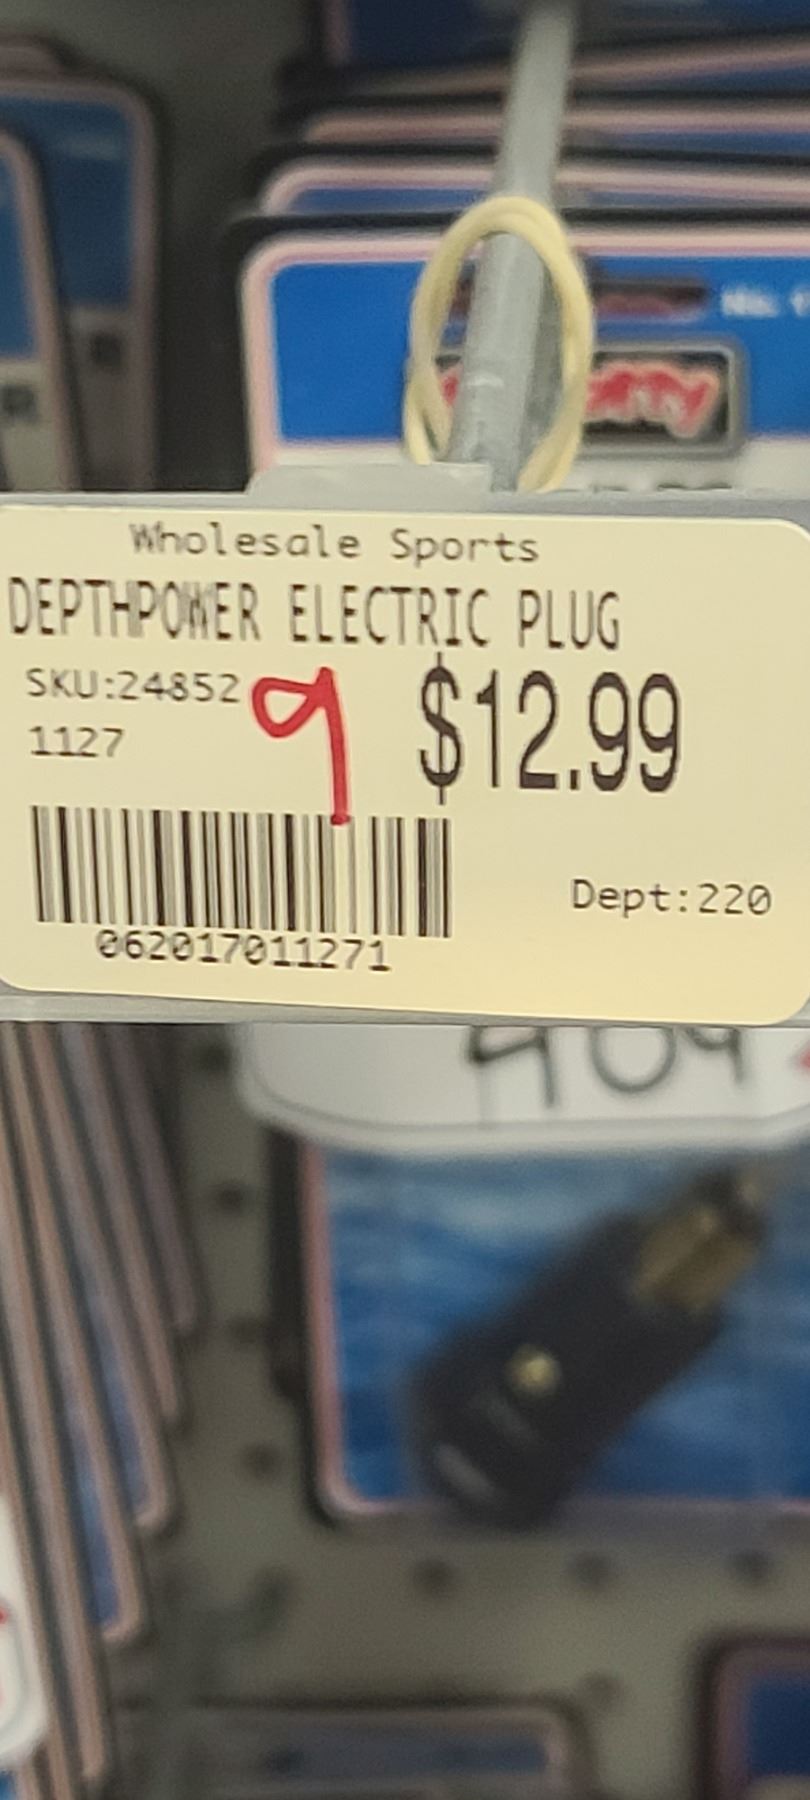 Wholesale Sports
DEPTHPOWER ELECTRIC PLUG
SKU:24852 9 $12.99
1127
Dept:220
062017011271